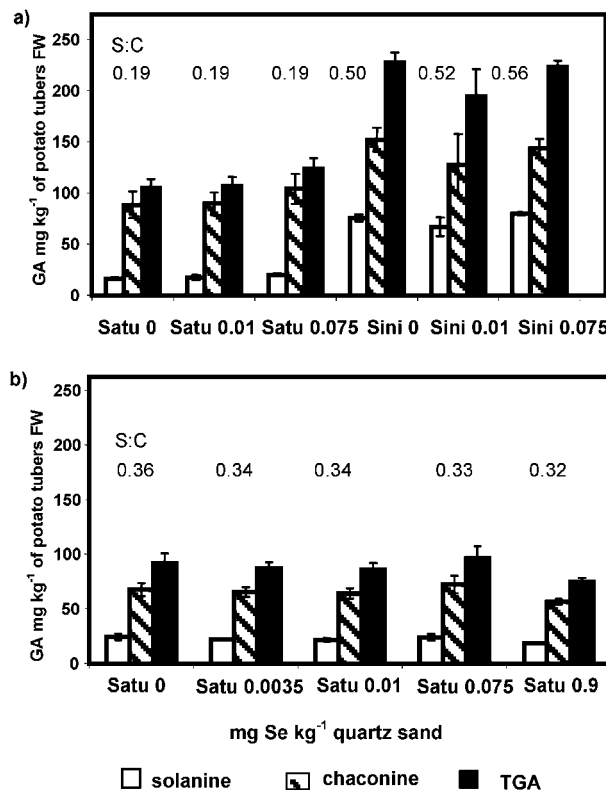 a)
GA mg kg⁻¹ of potato tubers FW
250
200
150
100
50
0
S:C
0.19 0.19 0.19 0.50 0.52 0.56
Satu 0 Satu 0.01 Satu 0.075 Sini 0 Sini 0.01 Sini 0.075
b)
GA mg kg⁻¹ of potato tubers FW
250
200
150
100
50
0
S:C
0.36 0.34 0.34 0.33 0.32
Satu 0 Satu 0.0035 Satu 0.01 Satu 0.075 Satu 0.9
mg Se kg⁻¹ quartz sand
solanine chaconine TGA